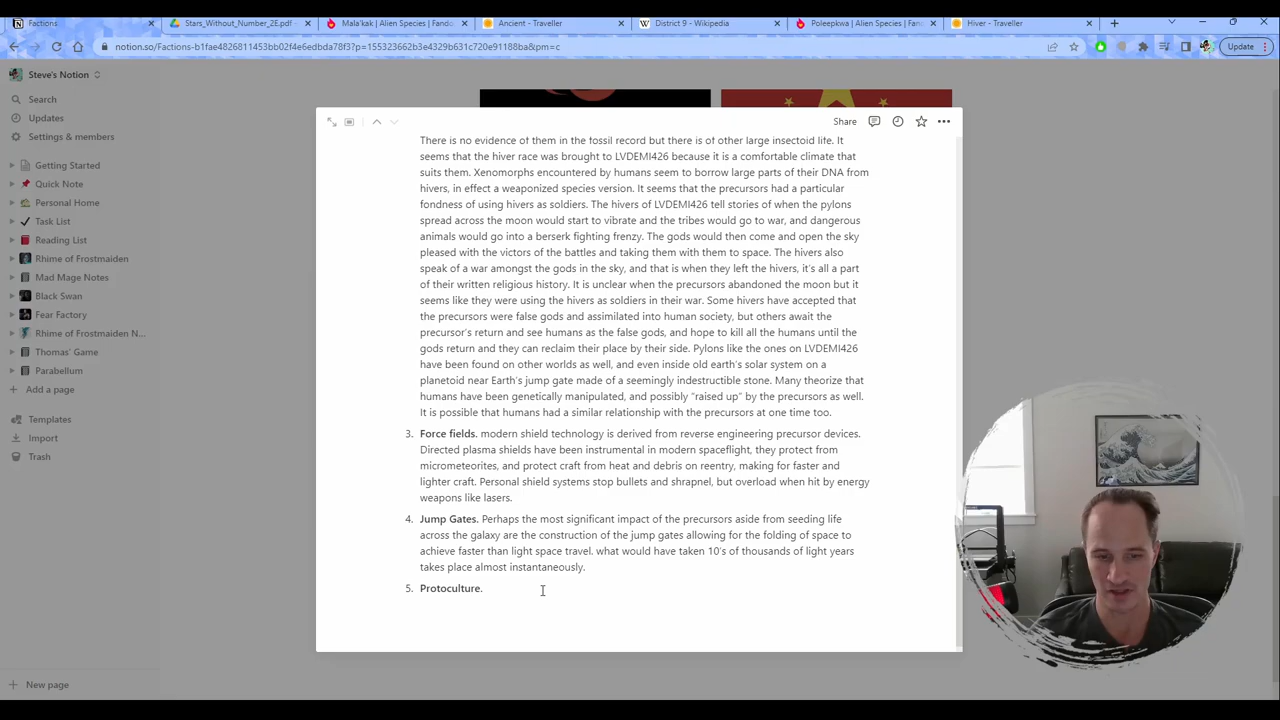 Factions
Stars_Without_Number_2E.pdf -
Mala'kak | Alien Species | Fando
Ancient - Traveller
District 9 - Wikipedia
Poleepkwa | Alien Species | Fan
Hiver - Traveller
notion.so/Factions-b1fae4826811453bb02f4e6edbda78f3?p=155323662b3e4329b631c720e91188ba&pm=c
Update
Steve's Notion
Search
Updates
Settings & members
Getting Started
Quick Note
Personal Home
Task List
Reading List
Rhime of Frostmaiden
Mad Mage Notes
Black Swan
Fear Factory
Rhime of Frostmaiden N...
Thomas' Game
Parabellum
Add a page
Templates
Import
Trash
New page
Share
There is no evidence of them in the fossil record but there is of other large insectoid life. It
seems that the hiver race was brought to LVDEMI426 because it is a comfortable climate that
suits them. Xenomorphs encountered by humans seem to borrow large parts of their DNA from
hivers, in effect a weaponized species version. It seems that the precursors had a particular
fondness of using hivers as soldiers. The hivers of LVDEMI426 tell stories of when the pylons
spread across the moon would start to vibrate and the tribes would go to war, and dangerous
animals would go into a berserk fighting frenzy. The gods would then come and open the sky
pleased with the victors of the battles and taking them with them to space. The hivers also
speak of a war amongst the gods in the sky, and that is when they left the hivers, it's all a part
of their written religious history. It is unclear when the precursors abandoned the moon but it
seems like they were using the hivers as soldiers in their war. Some hivers have accepted that
the precursors were false gods and assimilated into human society, but others await the
precursor's return and see humans as the false gods, and hope to kill all the humans until the
gods return and they can reclaim their place by their side. Pylons like the ones on LVDEMI426
have been found on other worlds as well, and even inside old earth's solar system on a
planetoid near Earth's jump gate made of a seemingly indestructible stone. Many theorize that
humans have been genetically manipulated, and possibly "raised up" by the precursors as well.
It is possible that humans had a similar relationship with the precursors at one time too.
3. Force fields. modern shield technology is derived from reverse engineering precursor devices.
Directed plasma shields have been instrumental in modern spaceflight, they protect from
micrometeorites, and protect craft from heat and debris on reentry, making for faster and
lighter craft. Personal shield systems stop bullets and shrapnel, but overload when hit by energy
weapons like lasers.
4. Jump Gates. Perhaps the most significant impact of the precursors aside from seeding life
across the galaxy are the construction of the jump gates allowing for the folding of space to
achieve faster than light space travel. what would have taken 10's of thousands of light years
takes place almost instantaneously.
5. Protoculture.